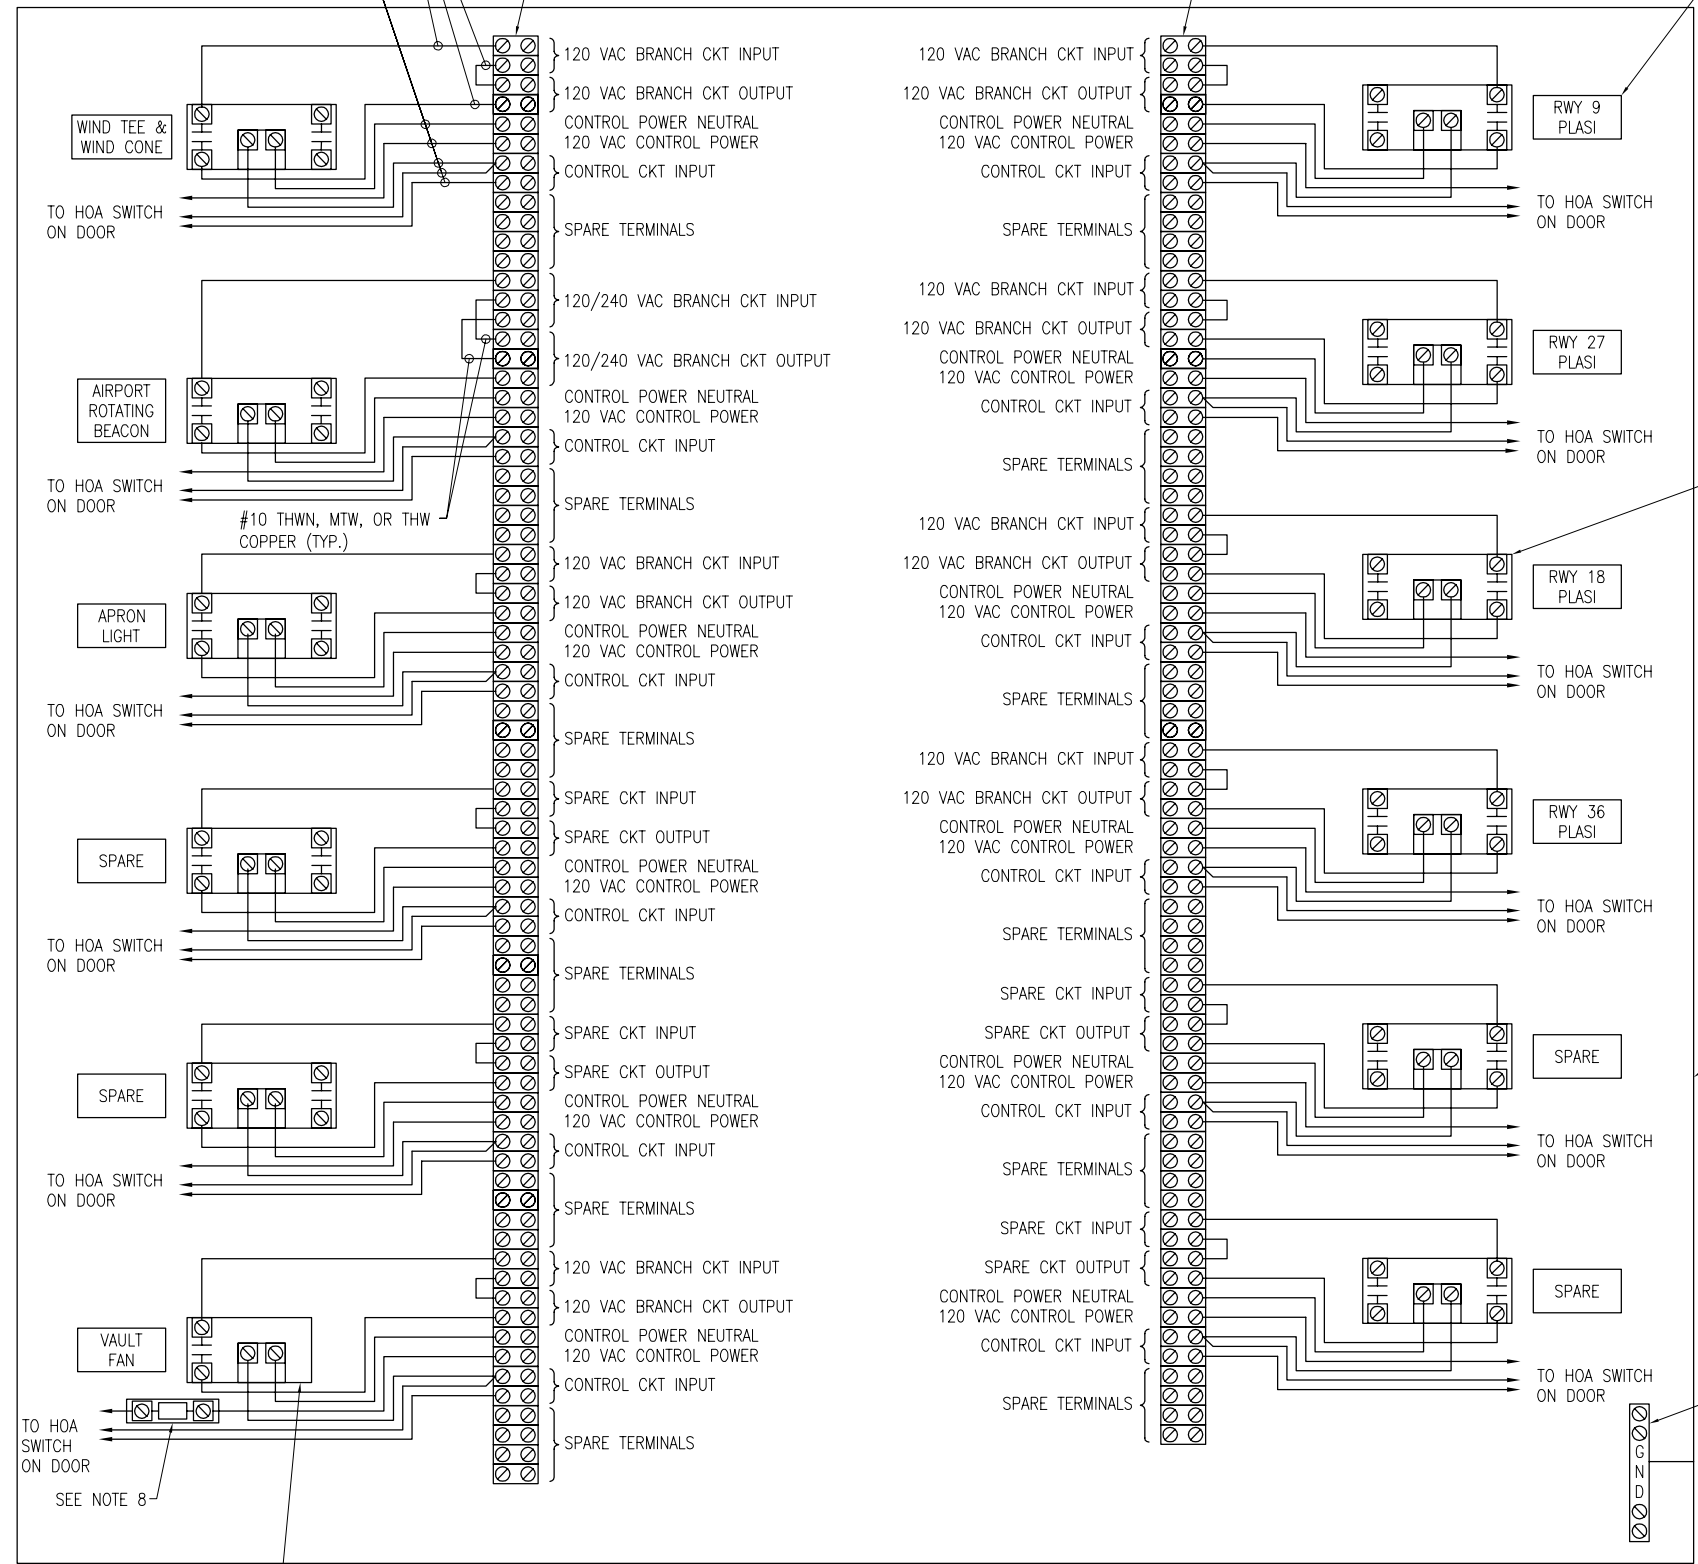 WIND TEE &
WIND CONE
TO HOA SWITCH
ON DOOR
AIRPORT
ROTATING
BEACON
TO HOA SWITCH
ON DOOR
#10 THWN, MTW, OR THW
COPPER (TYP.)
APRON
LIGHT
TO HOA SWITCH
ON DOOR
SPARE
TO HOA SWITCH
ON DOOR
SPARE
TO HOA SWITCH
ON DOOR
VAULT
FAN
TO HOA
SWITCH
ON DOOR
SEE NOTE 8
120 VAC BRANCH CKT INPUT
120 VAC BRANCH CKT OUTPUT
CONTROL POWER NEUTRAL
120 VAC CONTROL POWER
CONTROL CKT INPUT
SPARE TERMINALS
120/240 VAC BRANCH CKT INPUT
120/240 VAC BRANCH CKT OUTPUT
CONTROL POWER NEUTRAL
120 VAC CONTROL POWER
CONTROL CKT INPUT
SPARE TERMINALS
120 VAC BRANCH CKT INPUT
120 VAC BRANCH CKT OUTPUT
CONTROL POWER NEUTRAL
120 VAC CONTROL POWER
CONTROL CKT INPUT
SPARE TERMINALS
SPARE CKT INPUT
SPARE CKT OUTPUT
CONTROL POWER NEUTRAL
120 VAC CONTROL POWER
CONTROL CKT INPUT
SPARE TERMINALS
SPARE CKT INPUT
SPARE CKT OUTPUT
CONTROL POWER NEUTRAL
120 VAC CONTROL POWER
CONTROL CKT INPUT
SPARE TERMINALS
120 VAC BRANCH CKT INPUT
120 VAC BRANCH CKT OUTPUT
CONTROL POWER NEUTRAL
120 VAC CONTROL POWER
CONTROL CKT INPUT
SPARE TERMINALS
120 VAC BRANCH CKT INPUT
120 VAC BRANCH CKT OUTPUT
CONTROL POWER NEUTRAL
120 VAC CONTROL POWER
CONTROL CKT INPUT
SPARE TERMINALS
120 VAC BRANCH CKT INPUT
120 VAC BRANCH CKT OUTPUT
CONTROL POWER NEUTRAL
120 VAC CONTROL POWER
CONTROL CKT INPUT
SPARE TERMINALS
120 VAC BRANCH CKT INPUT
120 VAC BRANCH CKT OUTPUT
CONTROL POWER NEUTRAL
120 VAC CONTROL POWER
CONTROL CKT INPUT
SPARE TERMINALS
120 VAC BRANCH CKT INPUT
120 VAC BRANCH CKT OUTPUT
CONTROL POWER NEUTRAL
120 VAC CONTROL POWER
CONTROL CKT INPUT
SPARE TERMINALS
SPARE CKT INPUT
SPARE CKT OUTPUT
CONTROL POWER NEUTRAL
120 VAC CONTROL POWER
CONTROL CKT INPUT
SPARE TERMINALS
SPARE CKT INPUT
SPARE CKT OUTPUT
CONTROL POWER NEUTRAL
120 VAC CONTROL POWER
CONTROL CKT INPUT
SPARE TERMINALS
RWY 9
PLASI
TO HOA SWITCH
ON DOOR
RWY 27
PLASI
TO HOA SWITCH
ON DOOR
RWY 18
PLASI
TO HOA SWITCH
ON DOOR
RWY 36
PLASI
TO HOA SWITCH
ON DOOR
SPARE
TO HOA SWITCH
ON DOOR
SPARE
TO HOA SWITCH
ON DOOR
GND